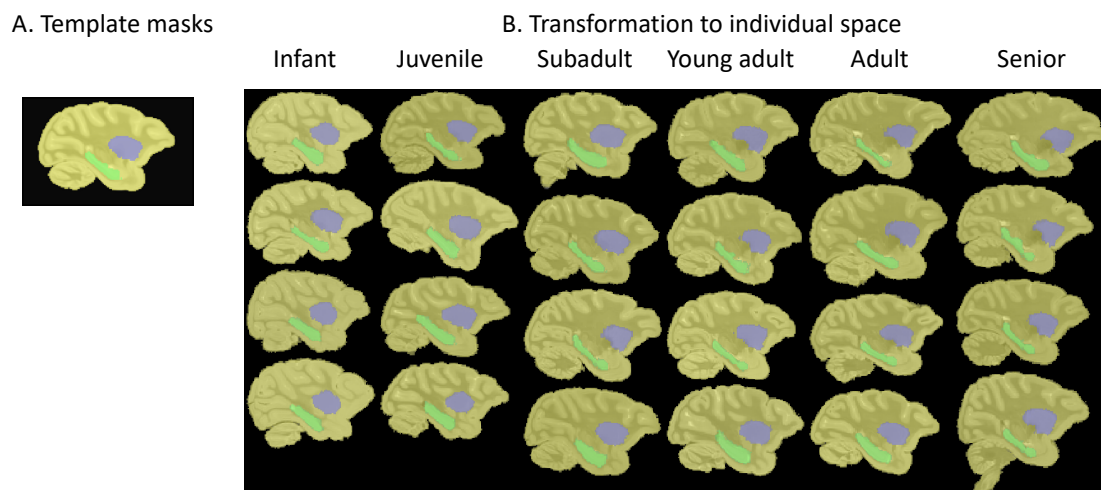 A. Template masks
B. Transformation to individual space
Infant Juvenile Subadult Young adult Adult Senior